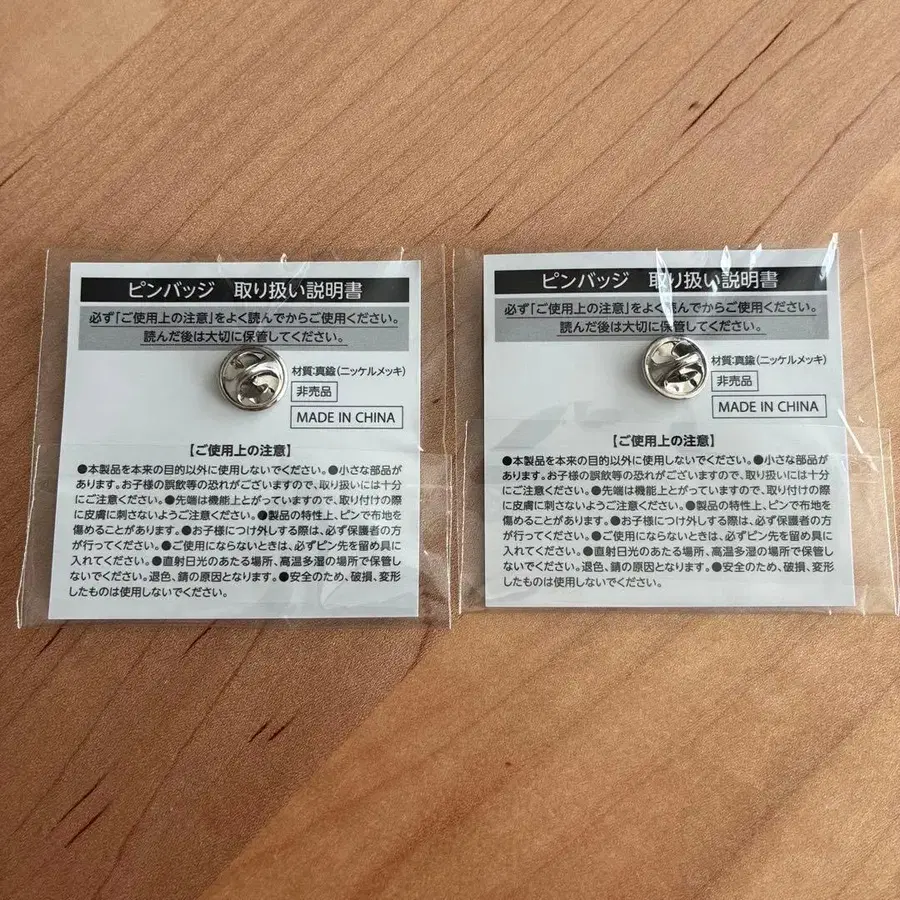 ピンバッジ 取り扱い説明書
必ず「ご使用上の注意」をよく読んでからご使用ください。
読んだ後は大切に保管してください。
材質:真鍮(ニッケルメッキ)
非売品
MADE IN CHINA
【ご使用上の注意】
●本製品を本来の目的以外に使用しないでください。●小さな部品が
あります。お子様の誤飲等の恐れがございますので、取り扱いには十分
にご注意ください。●先端は機能上とがっていますので、取り付けの際
に皮膚に刺さないようご注意ください。●製品の特性上、ピンで布地を
傷めることがあります。●お子様につけ外しする際は、必ず保護者の方
が行ってください。●ご使用にならないときは、必ずピン先を留め具に
入れてください。●直射日光のあたる場所、高温多湿の場所で保管し
ないでください。退色、錆の原因となります。●安全のため、破損、変形
したものは使用しないでください。
ピンバッジ 取り扱い説明書
必ず「ご使用上の注意」をよく読んでからご使用ください。
読んだ後は大切に保管してください。
材質:真鍮(ニッケルメッキ)
非売品
MADE IN CHINA
【ご使用上の注意】
●本製品を本来の目的以外に使用しないでください。●小さな部品が
あります。お子様の誤飲等の恐れがございますので、取り扱いには十分
にご注意ください。●先端は機能上とがっていますので、取り付けの際
に皮膚に刺さないようご注意ください。●製品の特性上、ピンで布地を
傷めることがあります。●お子様につけ外しする際は、必ず保護者の方
が行ってください。●ご使用にならないときは、必ずピン先を留め具に
入れてください。●直射日光のあたる場所、高温多湿の場所で保管し
ないでください。退色、錆の原因となります。●安全のため、破損、変形
したものは使用しないでください。